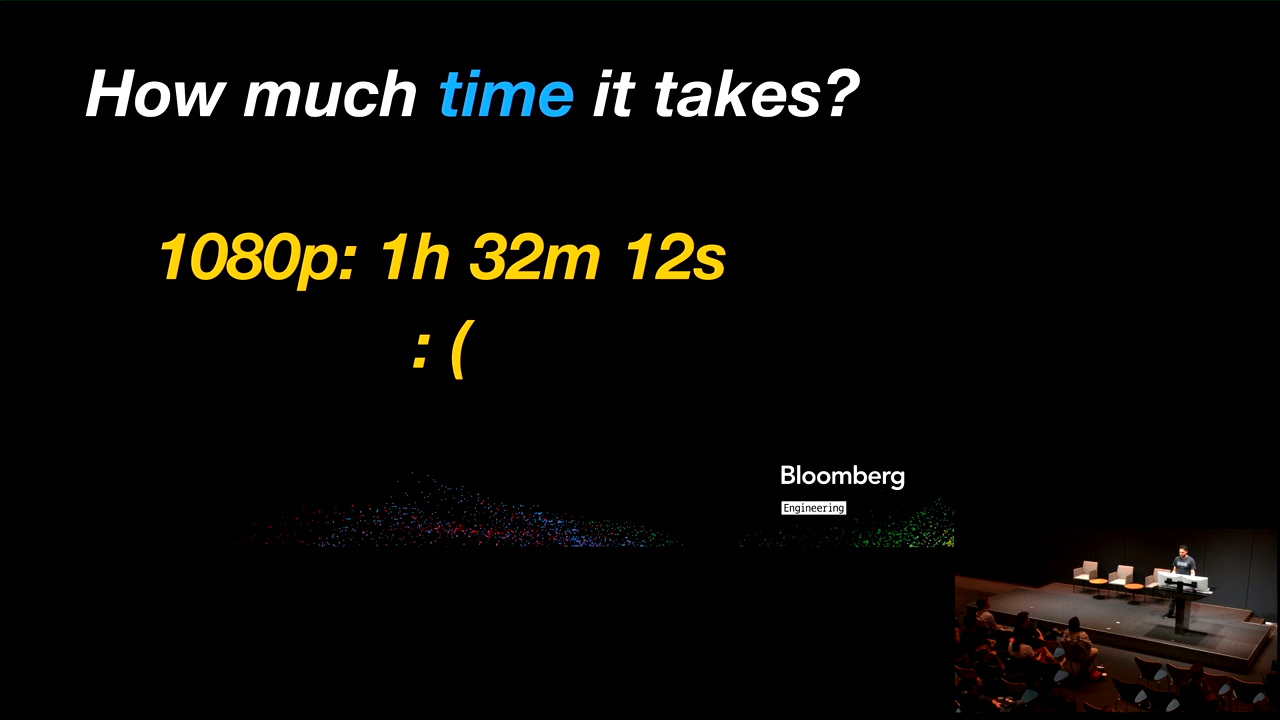 How much time it takes?
1080p: 1h 32m 12s
: (
Bloomberg
Engineering